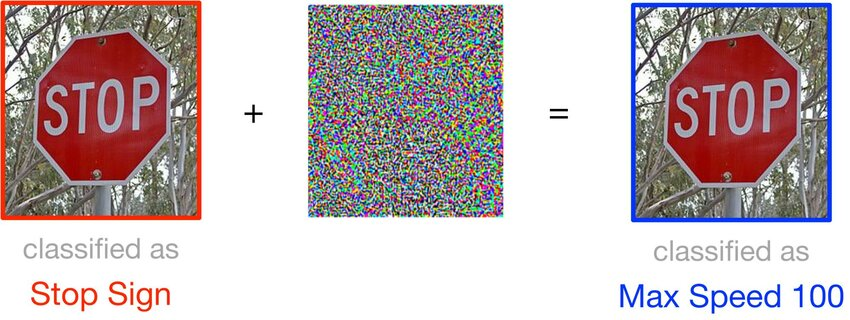 STOP
+
=
STOP
classified as
classified as
Stop Sign
Max Speed 100